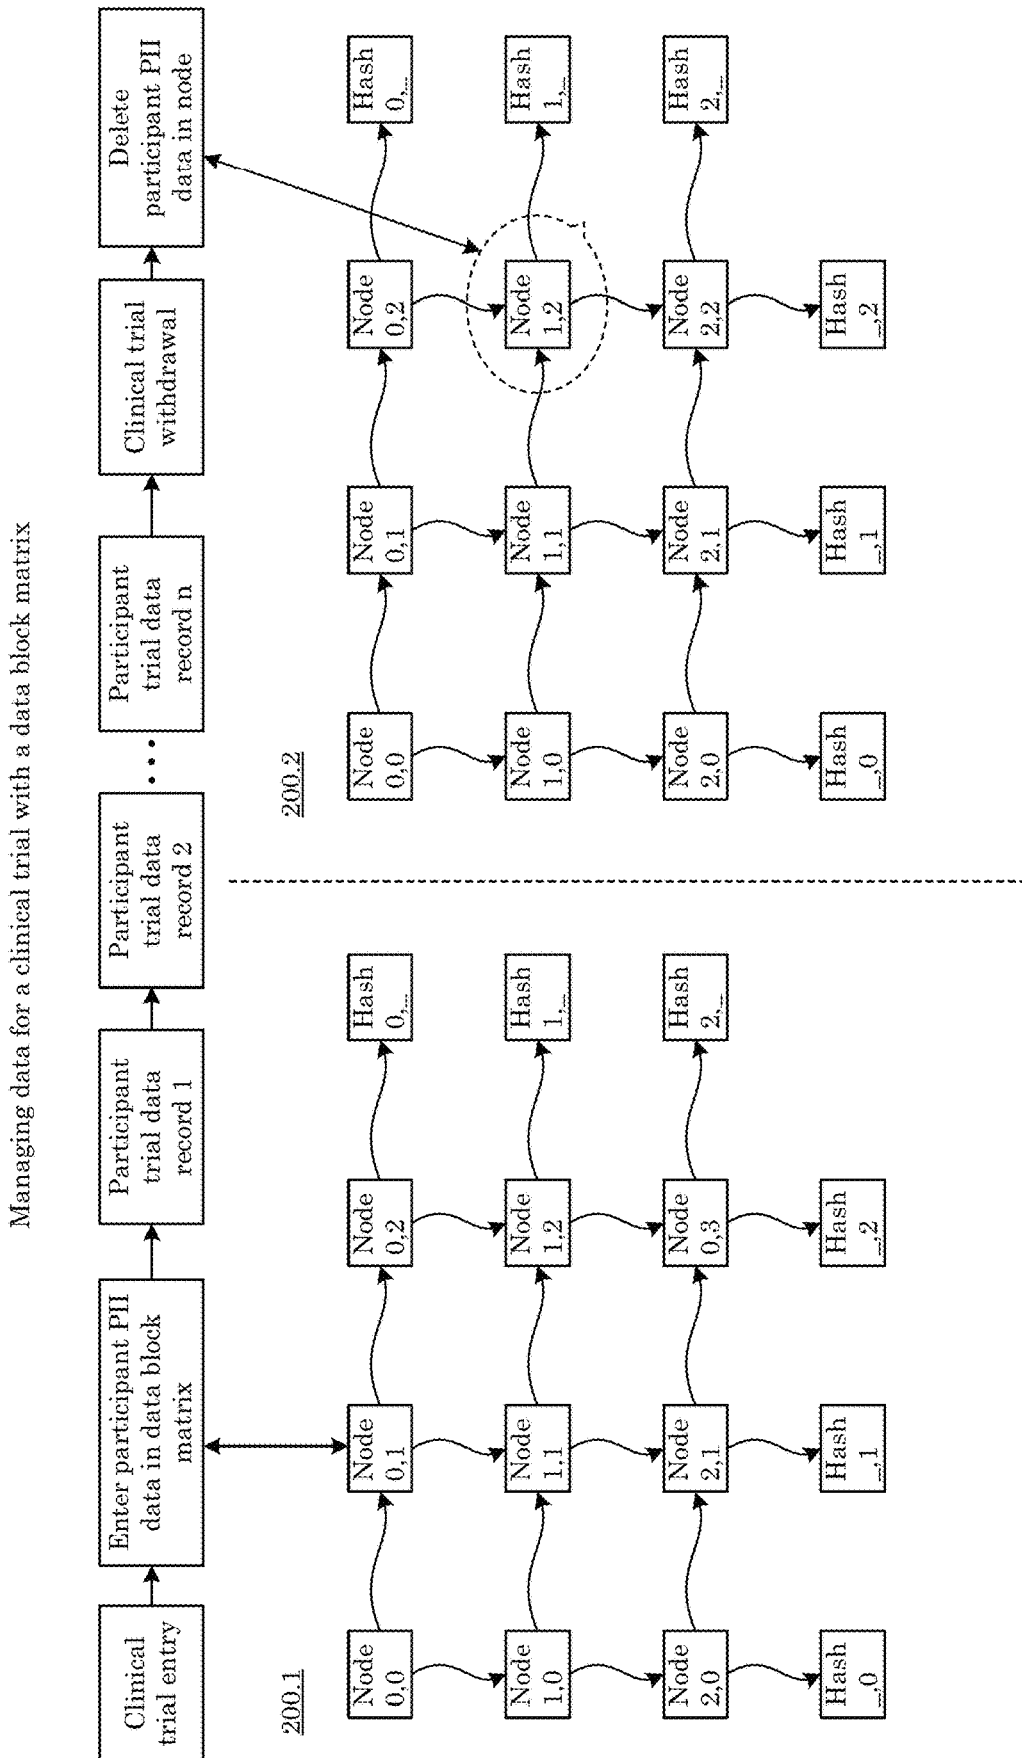 Managing data for a clinical trial with a data block matrix
Clinical
trial entry
Enter participant PII
data in data block
matrix
Participant
trial data
record 1
Participant
trial data
record 2
• • •
Participant
trial data
record n
Clinical trial
withdrawal
Delete
participant PII
data in node
200.1
Node
0,0
Node
0,1
Node
0,2
Hash
0,_
Node
1,0
Node
1,1
Node
1,2
Hash
1,_
Node
2,0
Node
2,1
Node
0,3
Hash
2,_
Hash
_,0
Hash
_,1
Hash
_,2
200.2
Node
0,0
Node
0,1
Node
0,2
Hash
0,_
Node
1,0
Node
1,1
Node
1,2
Hash
1,_
Node
2,0
Node
2,1
Node
2,2
Hash
2,_
Hash
_,0
Hash
_,1
Hash
_,2